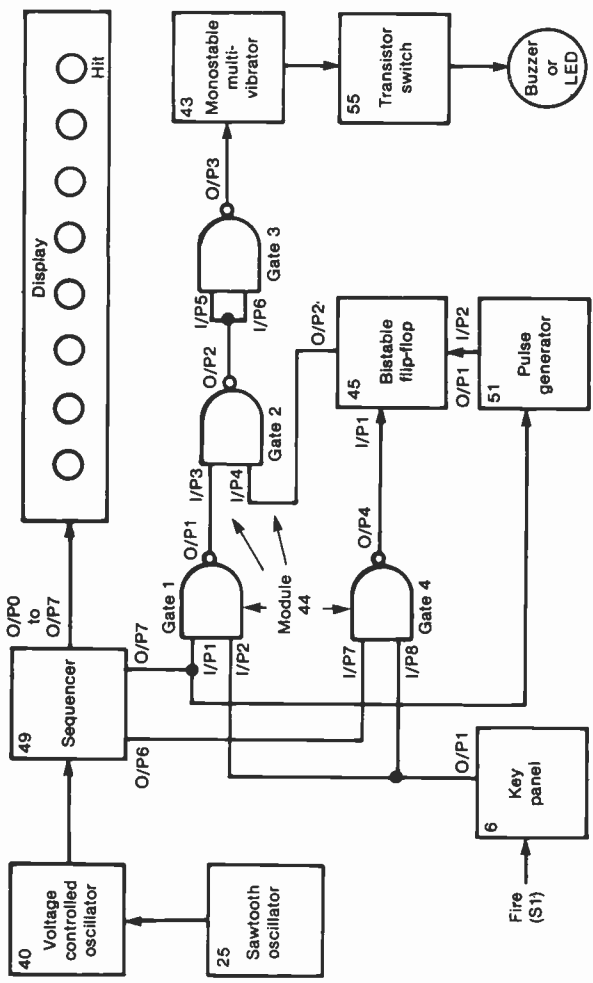 Display
Hit
O/P0
to
O/P7
49
Sequencer
O/P7
O/P6
40
Voltage
controlled
oscillator
25
Sawtooth
oscillator
Gate 1
I/P1
I/P2
O/P1
I/P3
I/P4
Gate 2
O/P2
I/P5
I/P6
Gate 3
O/P3
43
Monostable
multi-
vibrator
55
Transistor
switch
Buzzer
or
LED
Module
44
I/P7
I/P8
Gate 4
O/P4
I/P1
45
Bistable
flip-flop
O/P2
O/P1
I/P2
51
Pulse
generator
O/P1
6
Key
panel
Fire
(S1)